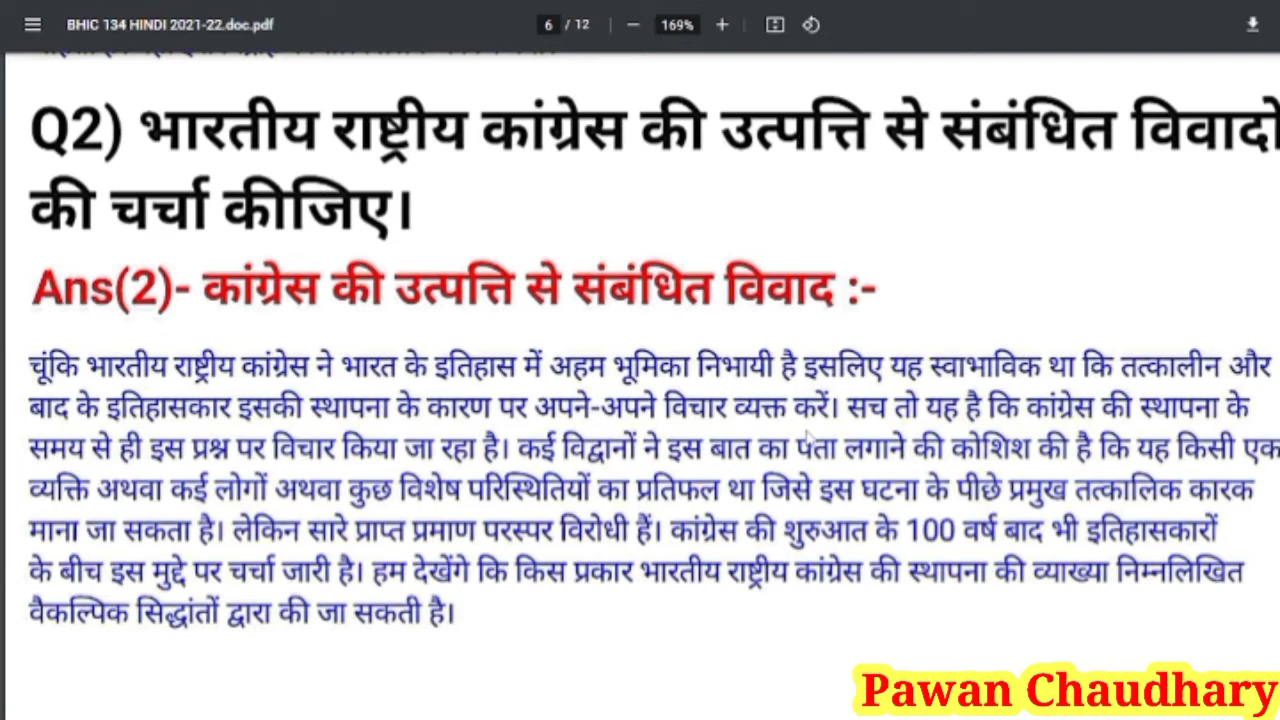 BHIC 134 HINDI 2021-22.doc.pdf
6 / 12
169%
Q2) भारतीय राष्ट्रीय कांग्रेस की उत्पत्ति से संबंधित विवादो
की चर्चा कीजिए।
Ans(2)- कांग्रेस की उत्पत्ति से संबंधित विवाद :-
चूंकि भारतीय राष्ट्रीय कांग्रेस ने भारत के इतिहास में अहम भूमिका निभायी है इसलिए यह स्वाभाविक था कि तत्कालीन और
बाद के इतिहासकार इसकी स्थापना के कारण पर अपने-अपने विचार व्यक्त करें। सच तो यह है कि कांग्रेस की स्थापना के
समय से ही इस प्रश्न पर विचार किया जा रहा है। कई विद्वानों ने इस बात का पता लगाने की कोशिश की है कि यह किसी एक
व्यक्ति अथवा कई लोगों अथवा कुछ विशेष परिस्थितियों का प्रतिफल था जिसे इस घटना के पीछे प्रमुख तत्कालिक कारक
माना जा सकता है। लेकिन सारे प्राप्त प्रमाण परस्पर विरोधी हैं। कांग्रेस की शुरुआत के 100 वर्ष बाद भी इतिहासकारों
के बीच इस मुद्दे पर चर्चा जारी है। हम देखेंगे कि किस प्रकार भारतीय राष्ट्रीय कांग्रेस की स्थापना की व्याख्या निम्नलिखित
वैकल्पिक सिद्धांतों द्वारा की जा सकती है।
Pawan Chaudhary